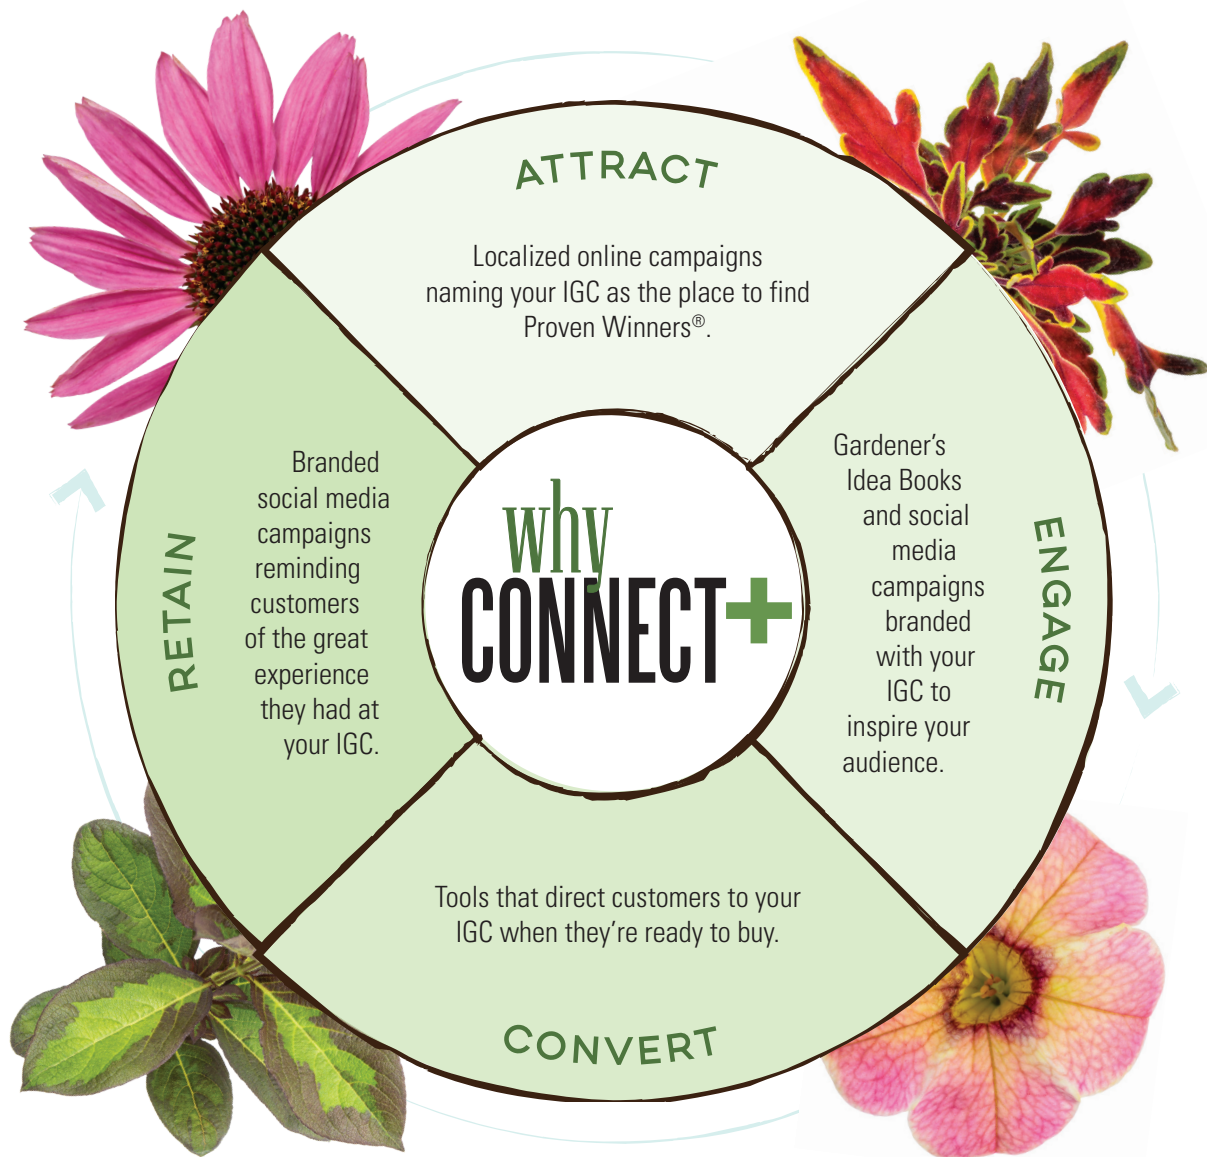 ATTRACT
Localized online campaigns
naming your IGC as the place to find
Proven Winners®.
why
CONNECT+
ENGAGE
Gardener’s
Idea Books
and social
media
campaigns
branded
with your
IGC to
inspire your
audience.
CONVERT
Tools that direct customers to your
IGC when they’re ready to buy.
RETAIN
Branded
social media
campaigns
reminding
customers
of the great
experience
they had at
your IGC.